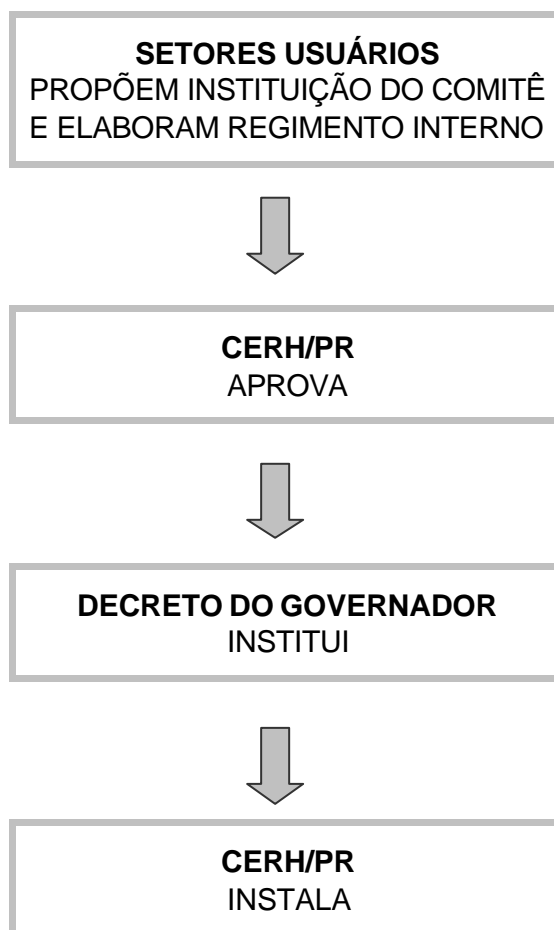 SETORES USUÁRIOS
PROPÕEM INSTITUIÇÃO DO COMITÊ
E ELABORAM REGIMENTO INTERNO
CERH/PR
APROVA
DECRETO DO GOVERNADOR
INSTITUI
CERH/PR
INSTALA